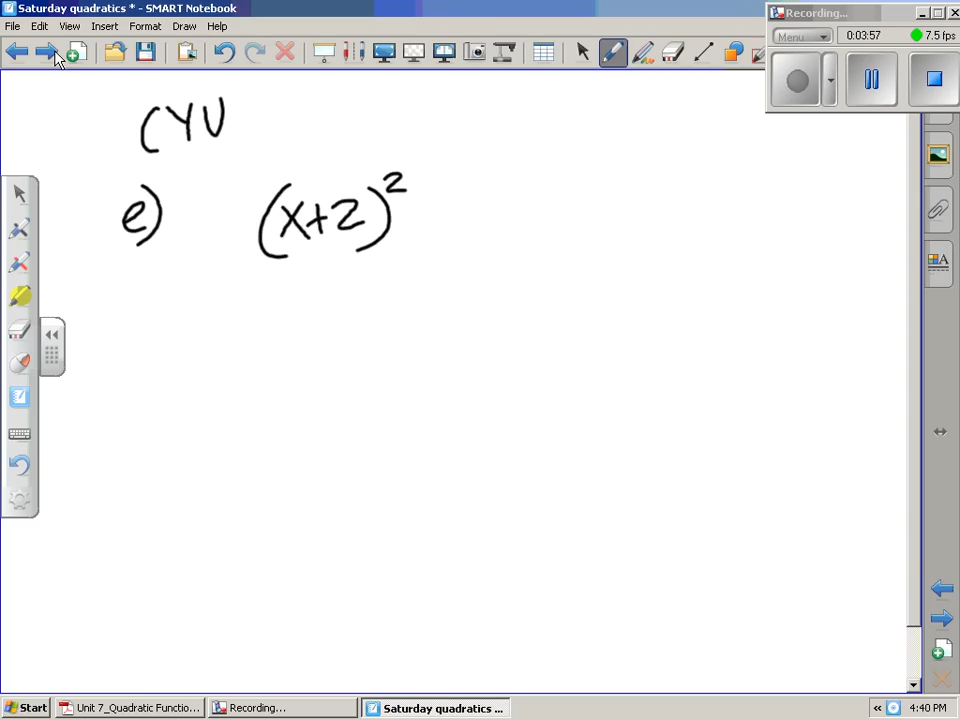 Saturday quadratics * - SMART Notebook
File Edit View Insert Format View Draw Help
Recording...
Menu
0:03:57
7.5 fps
CYU
e) (x+2)²
Start
Unit 7_Quadratic Functio...
Recording...
Saturday quadratics ...
4:40 PM